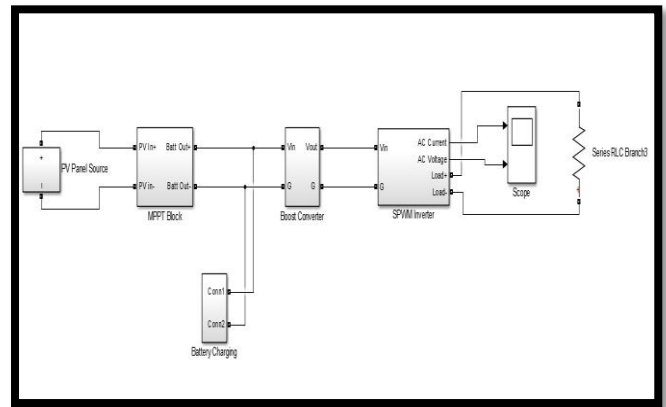 +
PV Panel Source
PV In+ Batt Out+
PV in- Batt Out-
MPPT Block
Vin Vout
G G
Boost Converter
Vin
G
AC Current
AC Voltage
Load+
Load-
SPWM Inverter
Scope
Series RLC Branch3
+
Conn1
Conn2
Battery Charging